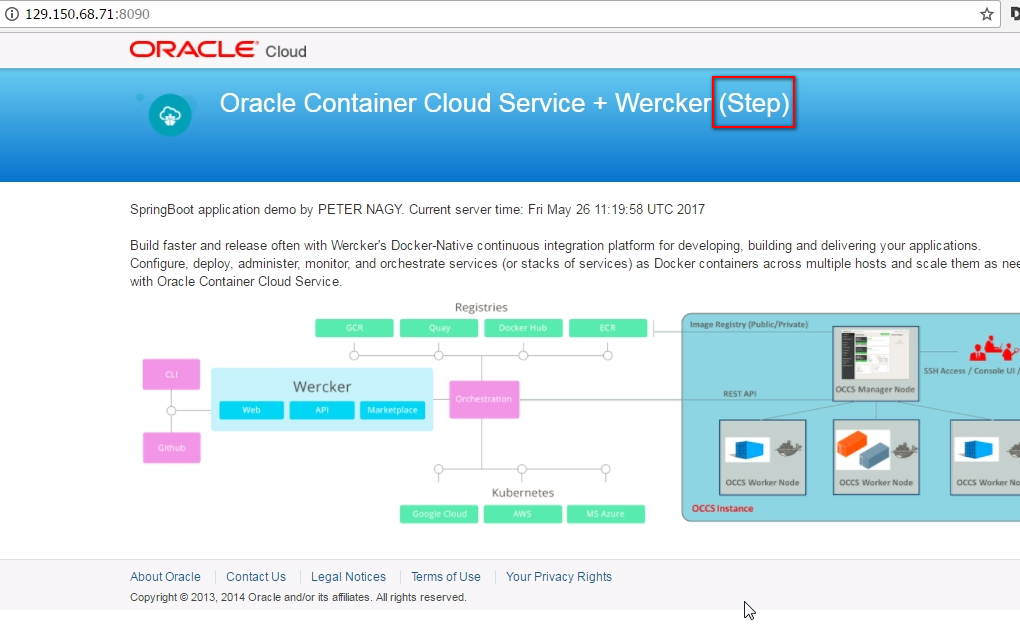 129.150.68.71:8090
ORACLE Cloud
Oracle Container Cloud Service + Wercker (Step)
SpringBoot application demo by PETER NAGY. Current server time: Fri May 26 11:19:58 UTC 2017
Build faster and release often with Wercker's Docker-Native continuous integration platform for developing, building and delivering your applications.
Configure, deploy, administer, monitor, and orchestrate services (or stacks of services) as Docker containers across multiple hosts and scale them as
with Oracle Container Cloud Service.
Registries
GCR Quay Docker Hub ECR
Image Registry (Public/Private)
CLI
Wercker
Web API Marketplace
Orchestration
Github
REST API
OCCS Manager Node
SSH Access / Console UI /
OCCS Worker Node OCCS Worker Node OCCS Worker
Kubernetes
Google Cloud AWS MS Azure
OCCS Instance
About Oracle Contact Us Legal Notices Terms of Use Your Privacy Rights
Copyright © 2013, 2014 Oracle and/or its affiliates. All rights reserved.